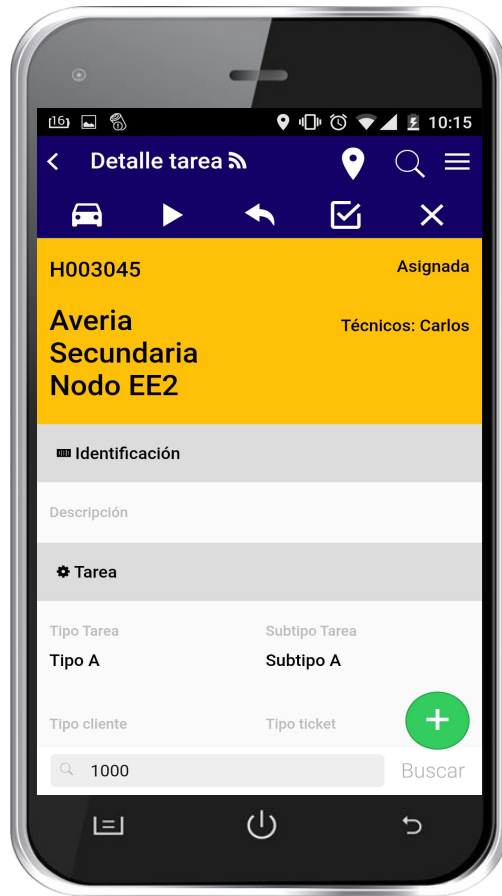 16 10:15
Detalle tarea
H003045 Asignada
Averia
Secundaria
Nodo EE2
Técnicos: Carlos
Identificación
Descripción
Tarea
Tipo Tarea Subtipo Tarea
Tipo A Subtipo A
Tipo cliente Tipo ticket
1000 Buscar